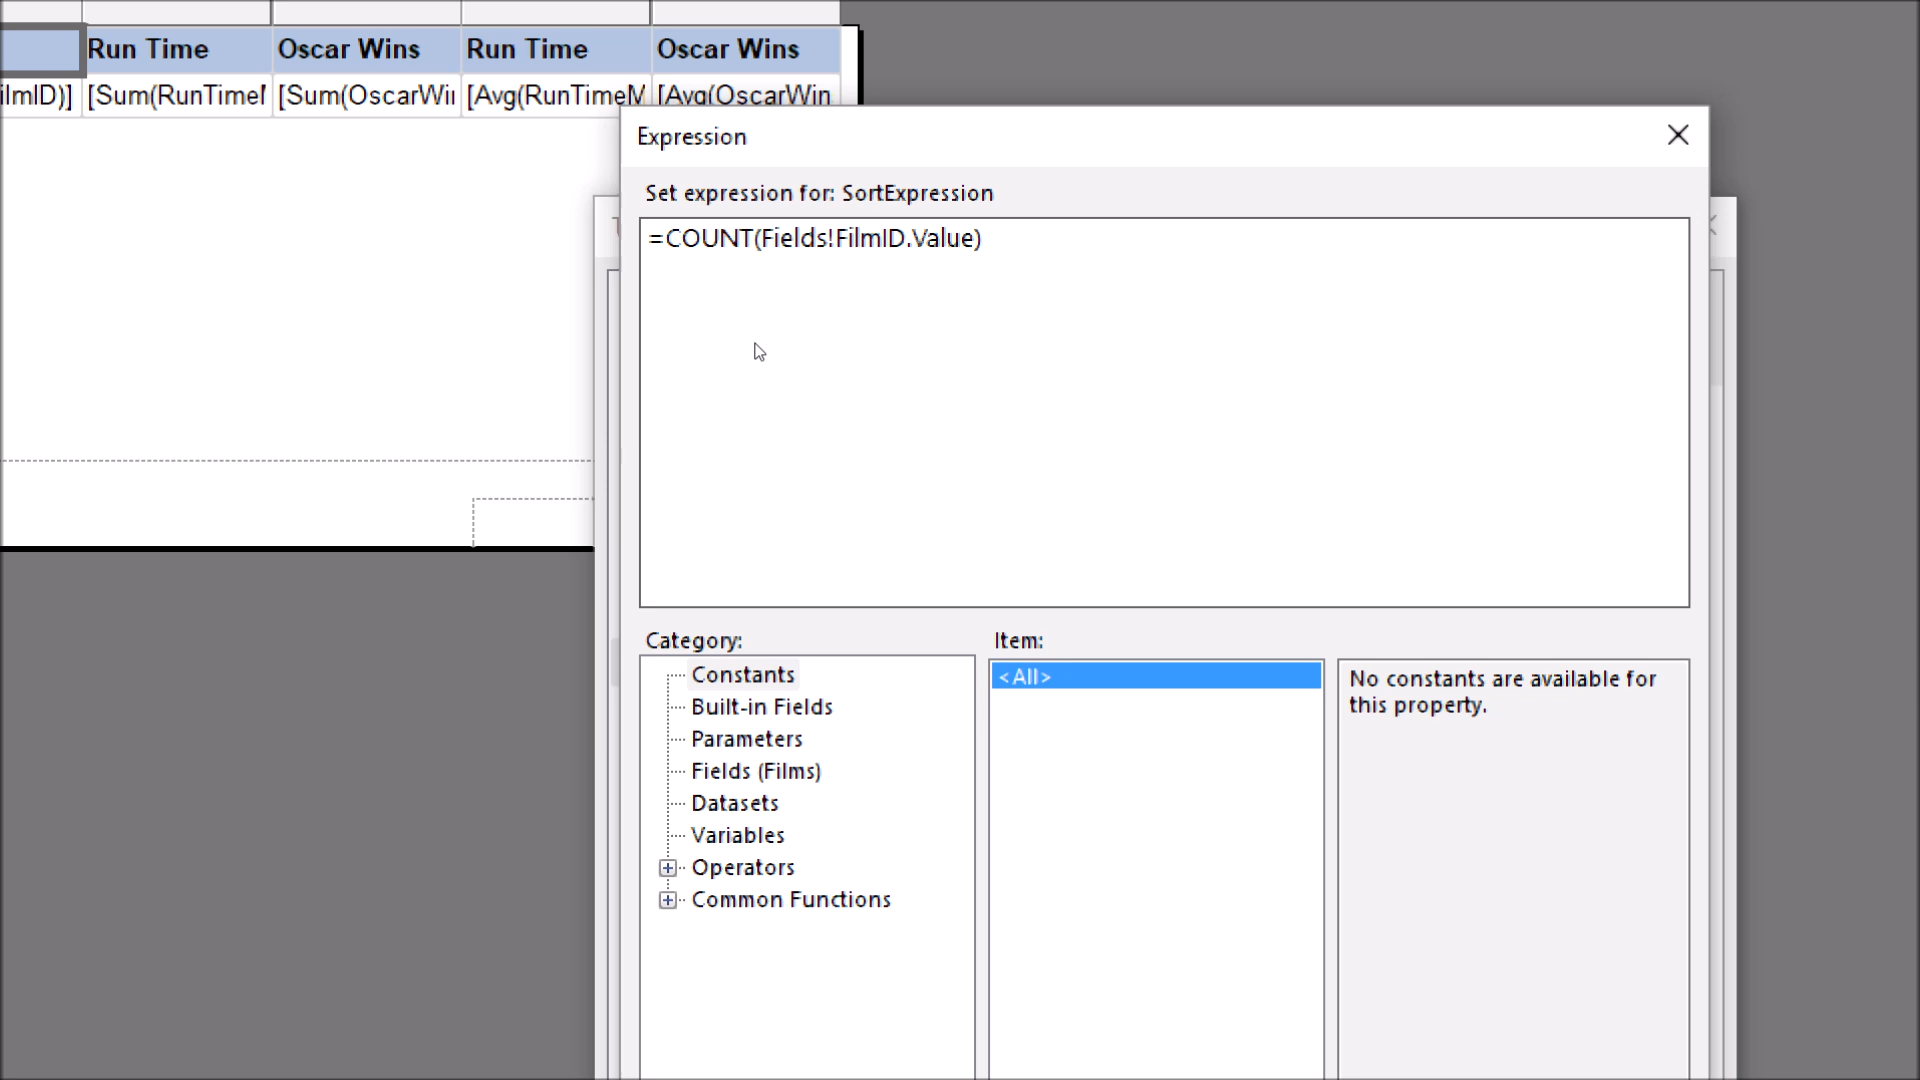 Run Time Oscar Wins Run Time Oscar Wins
ilmID)] [Sum(RunTimeM [Sum(OscarWin [Avg(RunTimeM [Avg(OscarWin
Expression
Set expression for: SortExpression
=COUNT(Fields!FilmID.Value)
Category:
Constants
Built-in Fields
Parameters
Fields (Films)
Datasets
Variables
Operators
Common Functions
Item:
<All>
No constants are available for
this property.